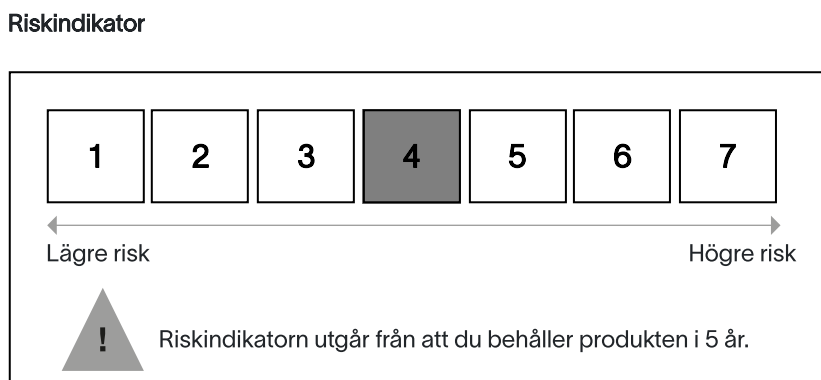 Riskindikator
1 2 3 4 5 6 7
Lägre risk Högre risk
! Riskindikatorn utgår från att du behåller produkten i 5 år.